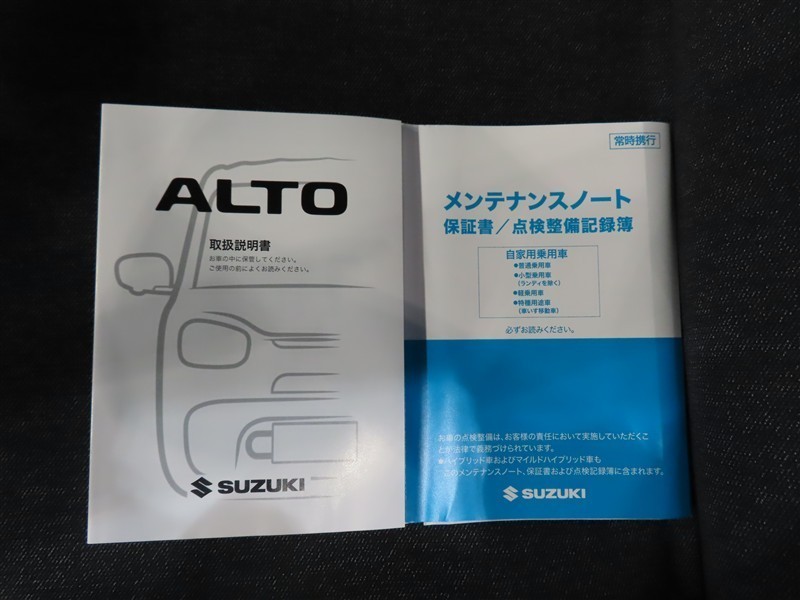 ALTO
取扱説明書
お車の中に保管してください。
ご使用の前によくお読みください。
SUZUKI
常時携行
メンテナンスノート
保証書／点検整備記録簿
自家用乗用車
●普通乗用車
●小型乗用車
(ランディを除く)
●軽乗用車
●特種用途車
(車いす移動車)
必ずお読みください。
お車の点検整備は、お客様の責任において実施していただくこ
とが法律で義務づけられています。
●ハイブリッド車およびマイルドハイブリッド車も
このメンテナンスノート、保証書および点検記録簿に含まれます。
SUZUKI